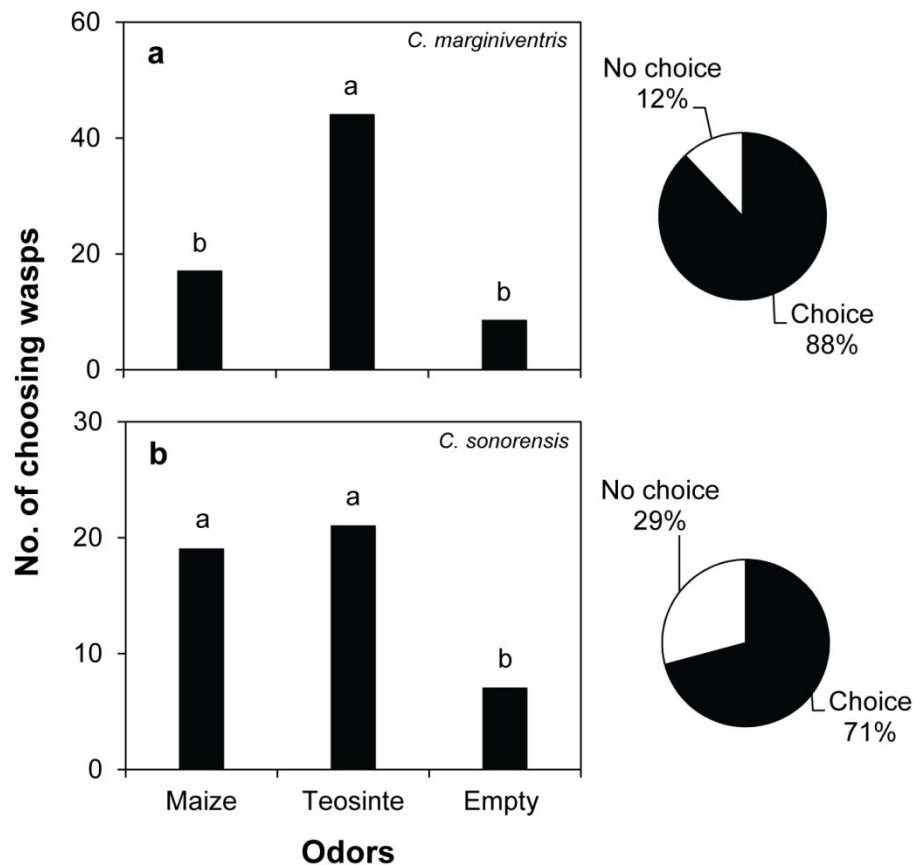 No. of choosing wasps
60
40
20
0
a
C. marginiventris
b
a
b
No choice
12%
Choice
88%
30
20
10
0
b
C. sonorensis
a
a
b
No choice
29%
Choice
71%
Maize Teosinte Empty
Odors